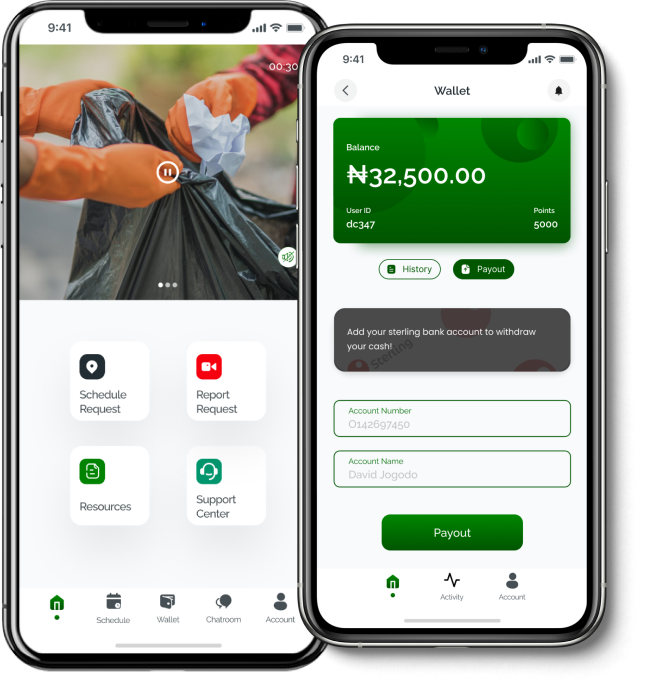 9:41
00:30
Schedule
Request
Report
Request
Resources
Support
Center
Schedule
Wallet
Chatroom
Account
9:41
Wallet
Balance
₦32,500.00
User ID
Points
dc347
5000
History
Payout
Add your sterling bank account to withdraw
your cash!
Sterling
Account Number
0142697450
Account Name
David Jogodo
Payout
Activity
Account